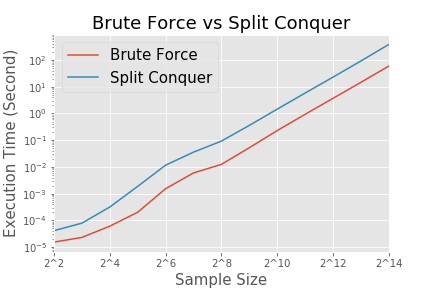 Brute Force vs Split Conquer
Brute Force
Split Conquer
Execution Time (Second)
10^2
10^1
10^0
10^-1
10^-2
10^-3
10^-4
10^-5
2^2 2^4 2^6 2^8 2^10 2^12 2^14
Sample Size